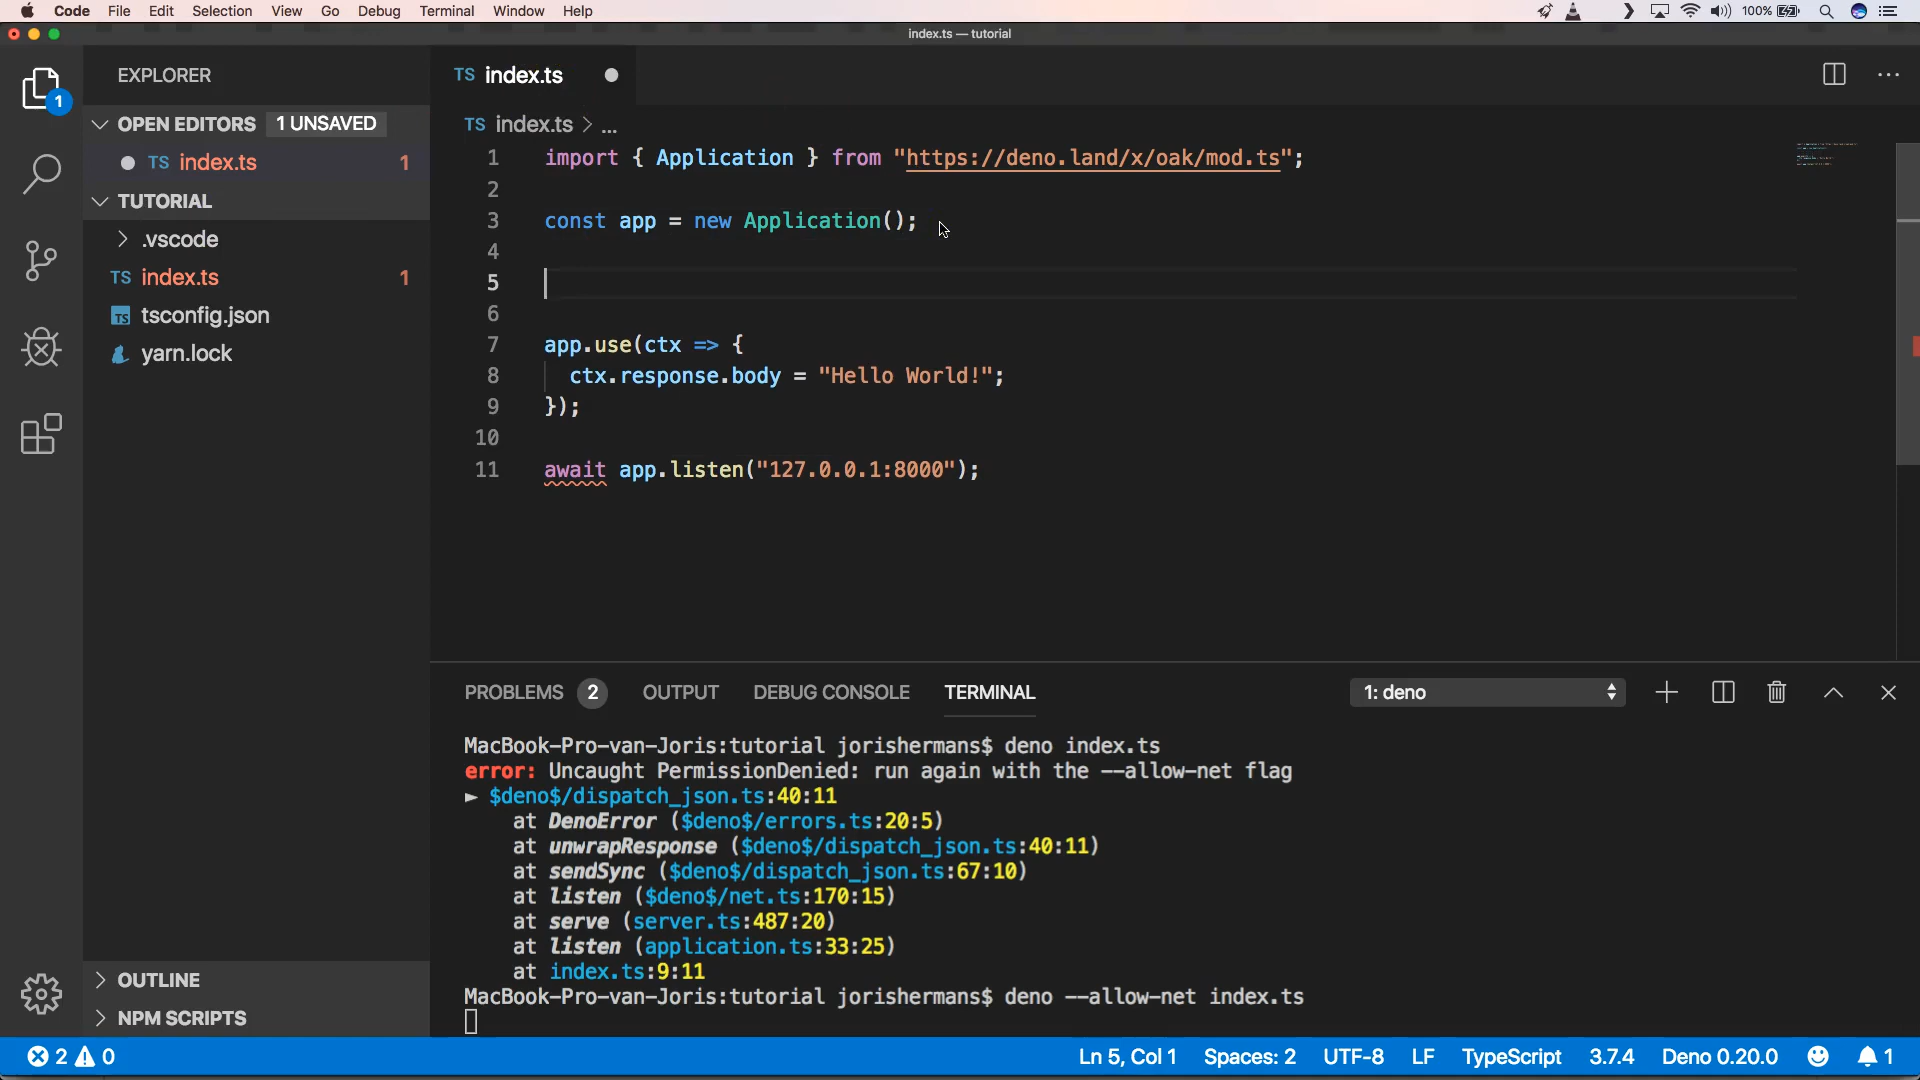 Code File Edit Selection View Go Debug Terminal Window Help 100%
index.ts — tutorial
EXPLORER
OPEN EDITORS 1 UNSAVED
TS index.ts 1
TUTORIAL
.vscode
TS index.ts 1
TS tsconfig.json
yarn.lock
OUTLINE
NPM SCRIPTS
1
TS index.ts
TS index.ts > ...
1 import { Application } from "https://deno.land/x/oak/mod.ts";
2
3 const app = new Application();
4
5
6
7 app.use(ctx => {
8 ctx.response.body = "Hello World!";
9 });
10
11 await app.listen("127.0.0.1:8000");
PROBLEMS 2 OUTPUT DEBUG CONSOLE TERMINAL 1: deno
MacBook-Pro-van-Joris:tutorial jorishermans$ deno index.ts
error: Uncaught PermissionDenied: run again with the --allow-net flag
► $deno$/dispatch_json.ts:40:11
at DenoError ($deno$/errors.ts:20:5)
at unwrapResponse ($deno$/dispatch_json.ts:40:11)
at sendSync ($deno$/dispatch_json.ts:67:10)
at listen ($deno$/net.ts:170:15)
at serve (server.ts:487:20)
at listen (application.ts:33:25)
at index.ts:9:11
MacBook-Pro-van-Joris:tutorial jorishermans$ deno --allow-net index.ts
2 0 Ln 5, Col 1 Spaces: 2 UTF-8 LF TypeScript 3.7.4 Deno 0.20.0 1